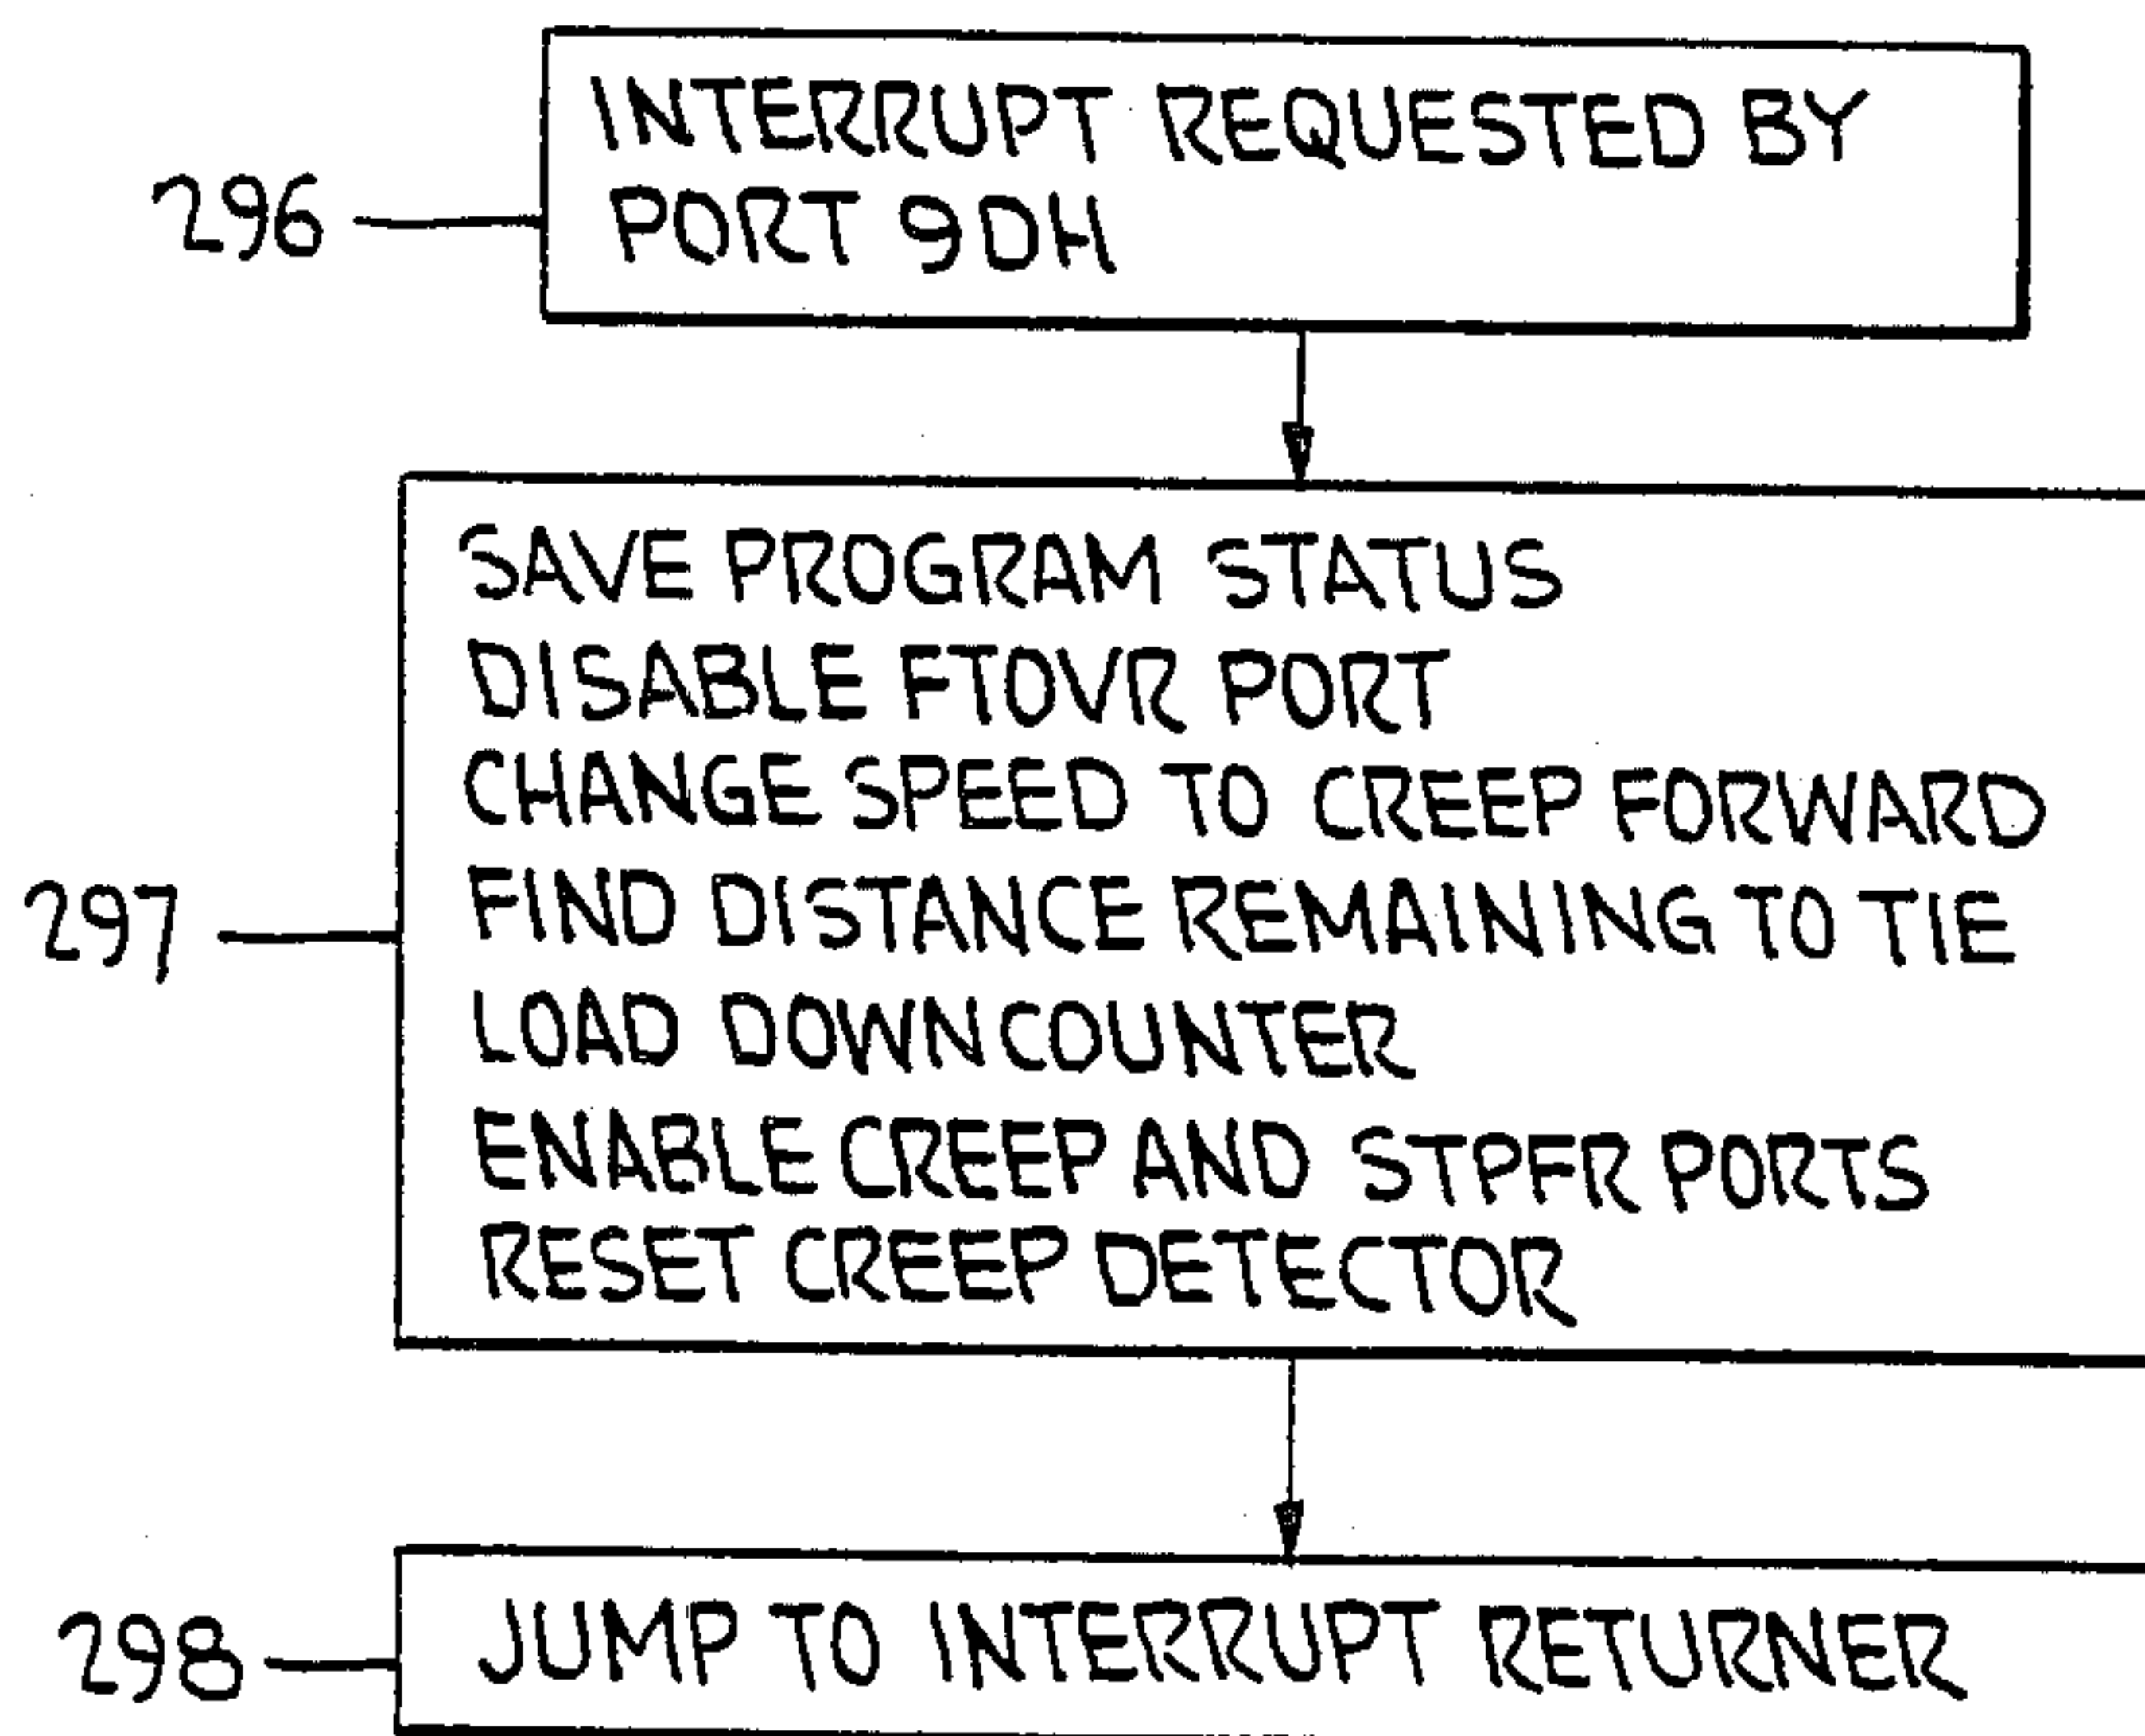 INTERRUPT REQUESTED BY
PORT 9DH
296
SAVE PROGRAM STATUS
DISABLE FTOVR PORT
CHANGE SPEED TO CREEP FORWARD
FIND DISTANCE REMAINING TO TIE
297
LOAD DOWNCOUNTER
ENABLE CREEP AND STPFR PORTS
RESET CREEP DETECTOR
298
JUMP TO INTERRUPT RETURNER